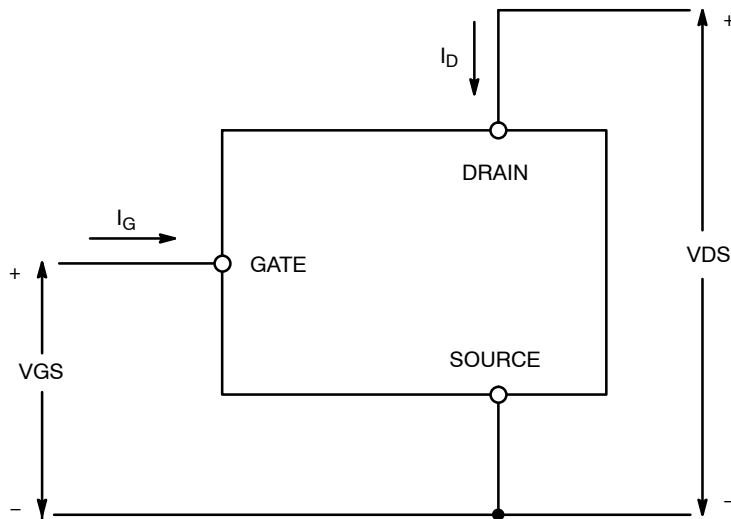 +
I_D
DRAIN
I_G
+
GATE
VDS
SOURCE
VGS
−
−